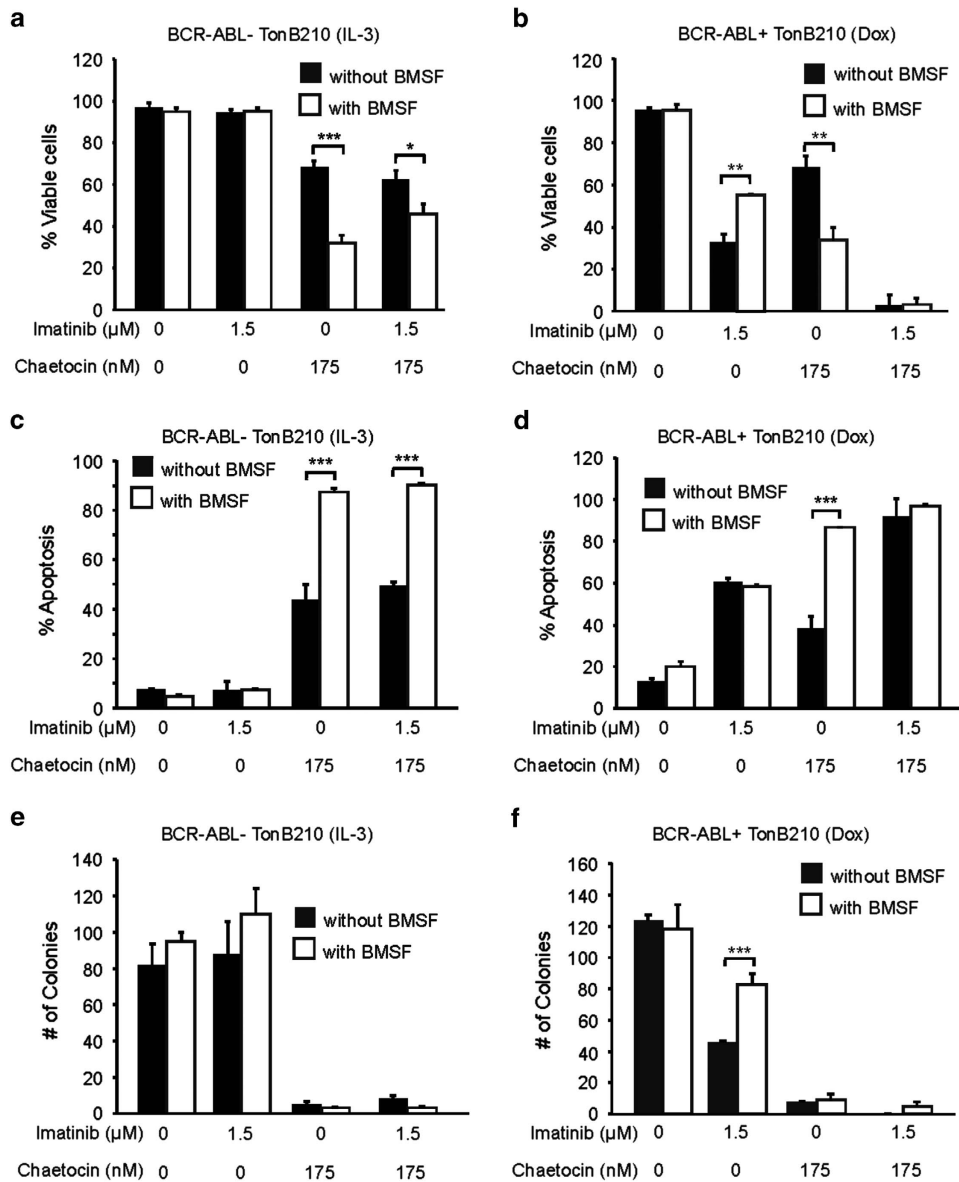 a
BCR-ABL- TonB210 (IL-3)
120
100
80
60
40
20
0
% Viable cells
without BMSF
with BMSF
***
*
Imatinib (µM) 0 1.5 0 1.5
Chaetocin (nM) 0 0 175 175
b
BCR-ABL+ TonB210 (Dox)
120
100
80
60
40
20
0
% Viable cells
without BMSF
with BMSF
**
**
Imatinib (µM) 0 1.5 0 1.5
Chaetocin (nM) 0 0 175 175
c
BCR-ABL- TonB210 (IL-3)
100
80
60
40
20
0
% Apoptosis
without BMSF
with BMSF
***
***
Imatinib (µM) 0 1.5 0 1.5
Chaetocin (nM) 0 0 175 175
d
BCR-ABL+ TonB210 (Dox)
120
100
80
60
40
20
0
% Apoptosis
without BMSF
with BMSF
***
Imatinib (µM) 0 1.5 0 1.5
Chaetocin (nM) 0 0 175 175
e
BCR-ABL- TonB210 (IL-3)
140
120
100
80
60
40
20
0
# of Colonies
without BMSF
with BMSF
Imatinib (µM) 0 1.5 0 1.5
Chaetocin (nM) 0 0 175 175
f
BCR-ABL+ TonB210 (Dox)
160
140
120
100
80
60
40
20
0
# of Colonies
without BMSF
with BMSF
***
Imatinib (µM) 0 1.5 0 1.5
Chaetocin (nM) 0 0 175 175